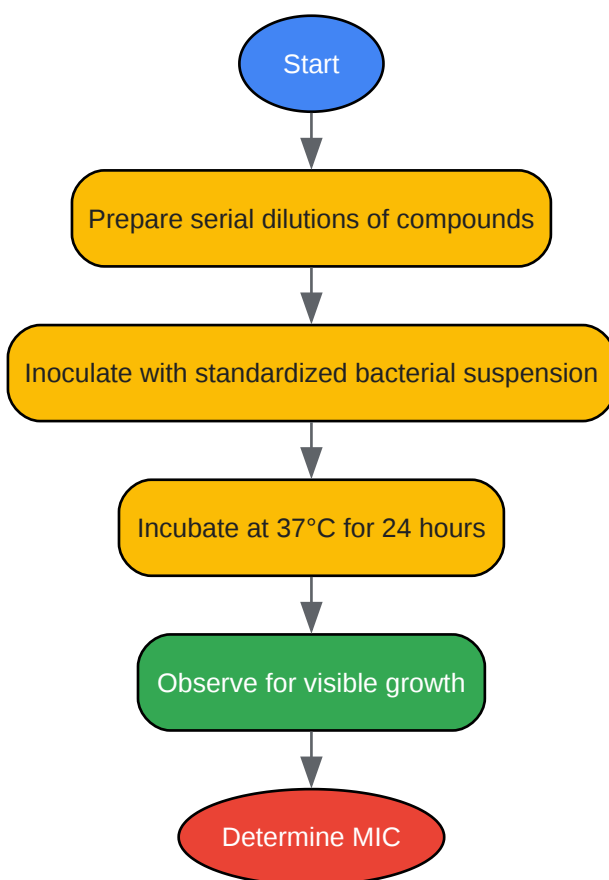 Start
Prepare serial dilutions of compounds
Inoculate with standardized bacterial suspension
Incubate at 37°C for 24 hours
Observe for visible growth
Determine MIC